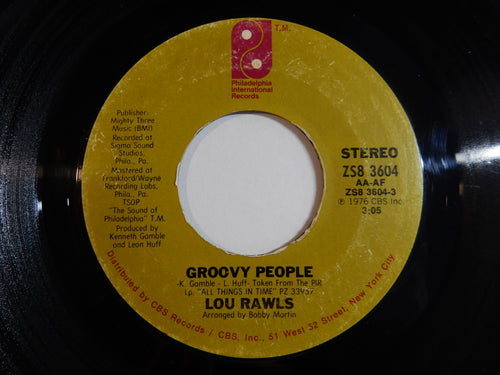 T.M.
Philadelphia
International
Records
Publisher:
Mighty Three
Music (BMI)
Recorded at
Sigma Sound
Studios,
Phila., Pa.
Mastered at
Frankford/Wayne
Recording Labs,
Phila., Pa.
TSOP
"The Sound of
Philadelphia"
T.M.
Produced by
Kenneth Gamble
and Leon Huff
STEREO
ZS8 3604
AA-AF
ZS8 3604-3
℗ 1976 CBS Inc.
3:05
GROOVY PEOPLE
-K. Gamble - L. Huff- Taken From The PIR
Lp. "ALL THINGS IN TIME" PZ 33957
LOU RAWLS
Arranged by Bobby Martin
Distributed by CBS Records / CBS, Inc., 51 West 52 Street, New York City